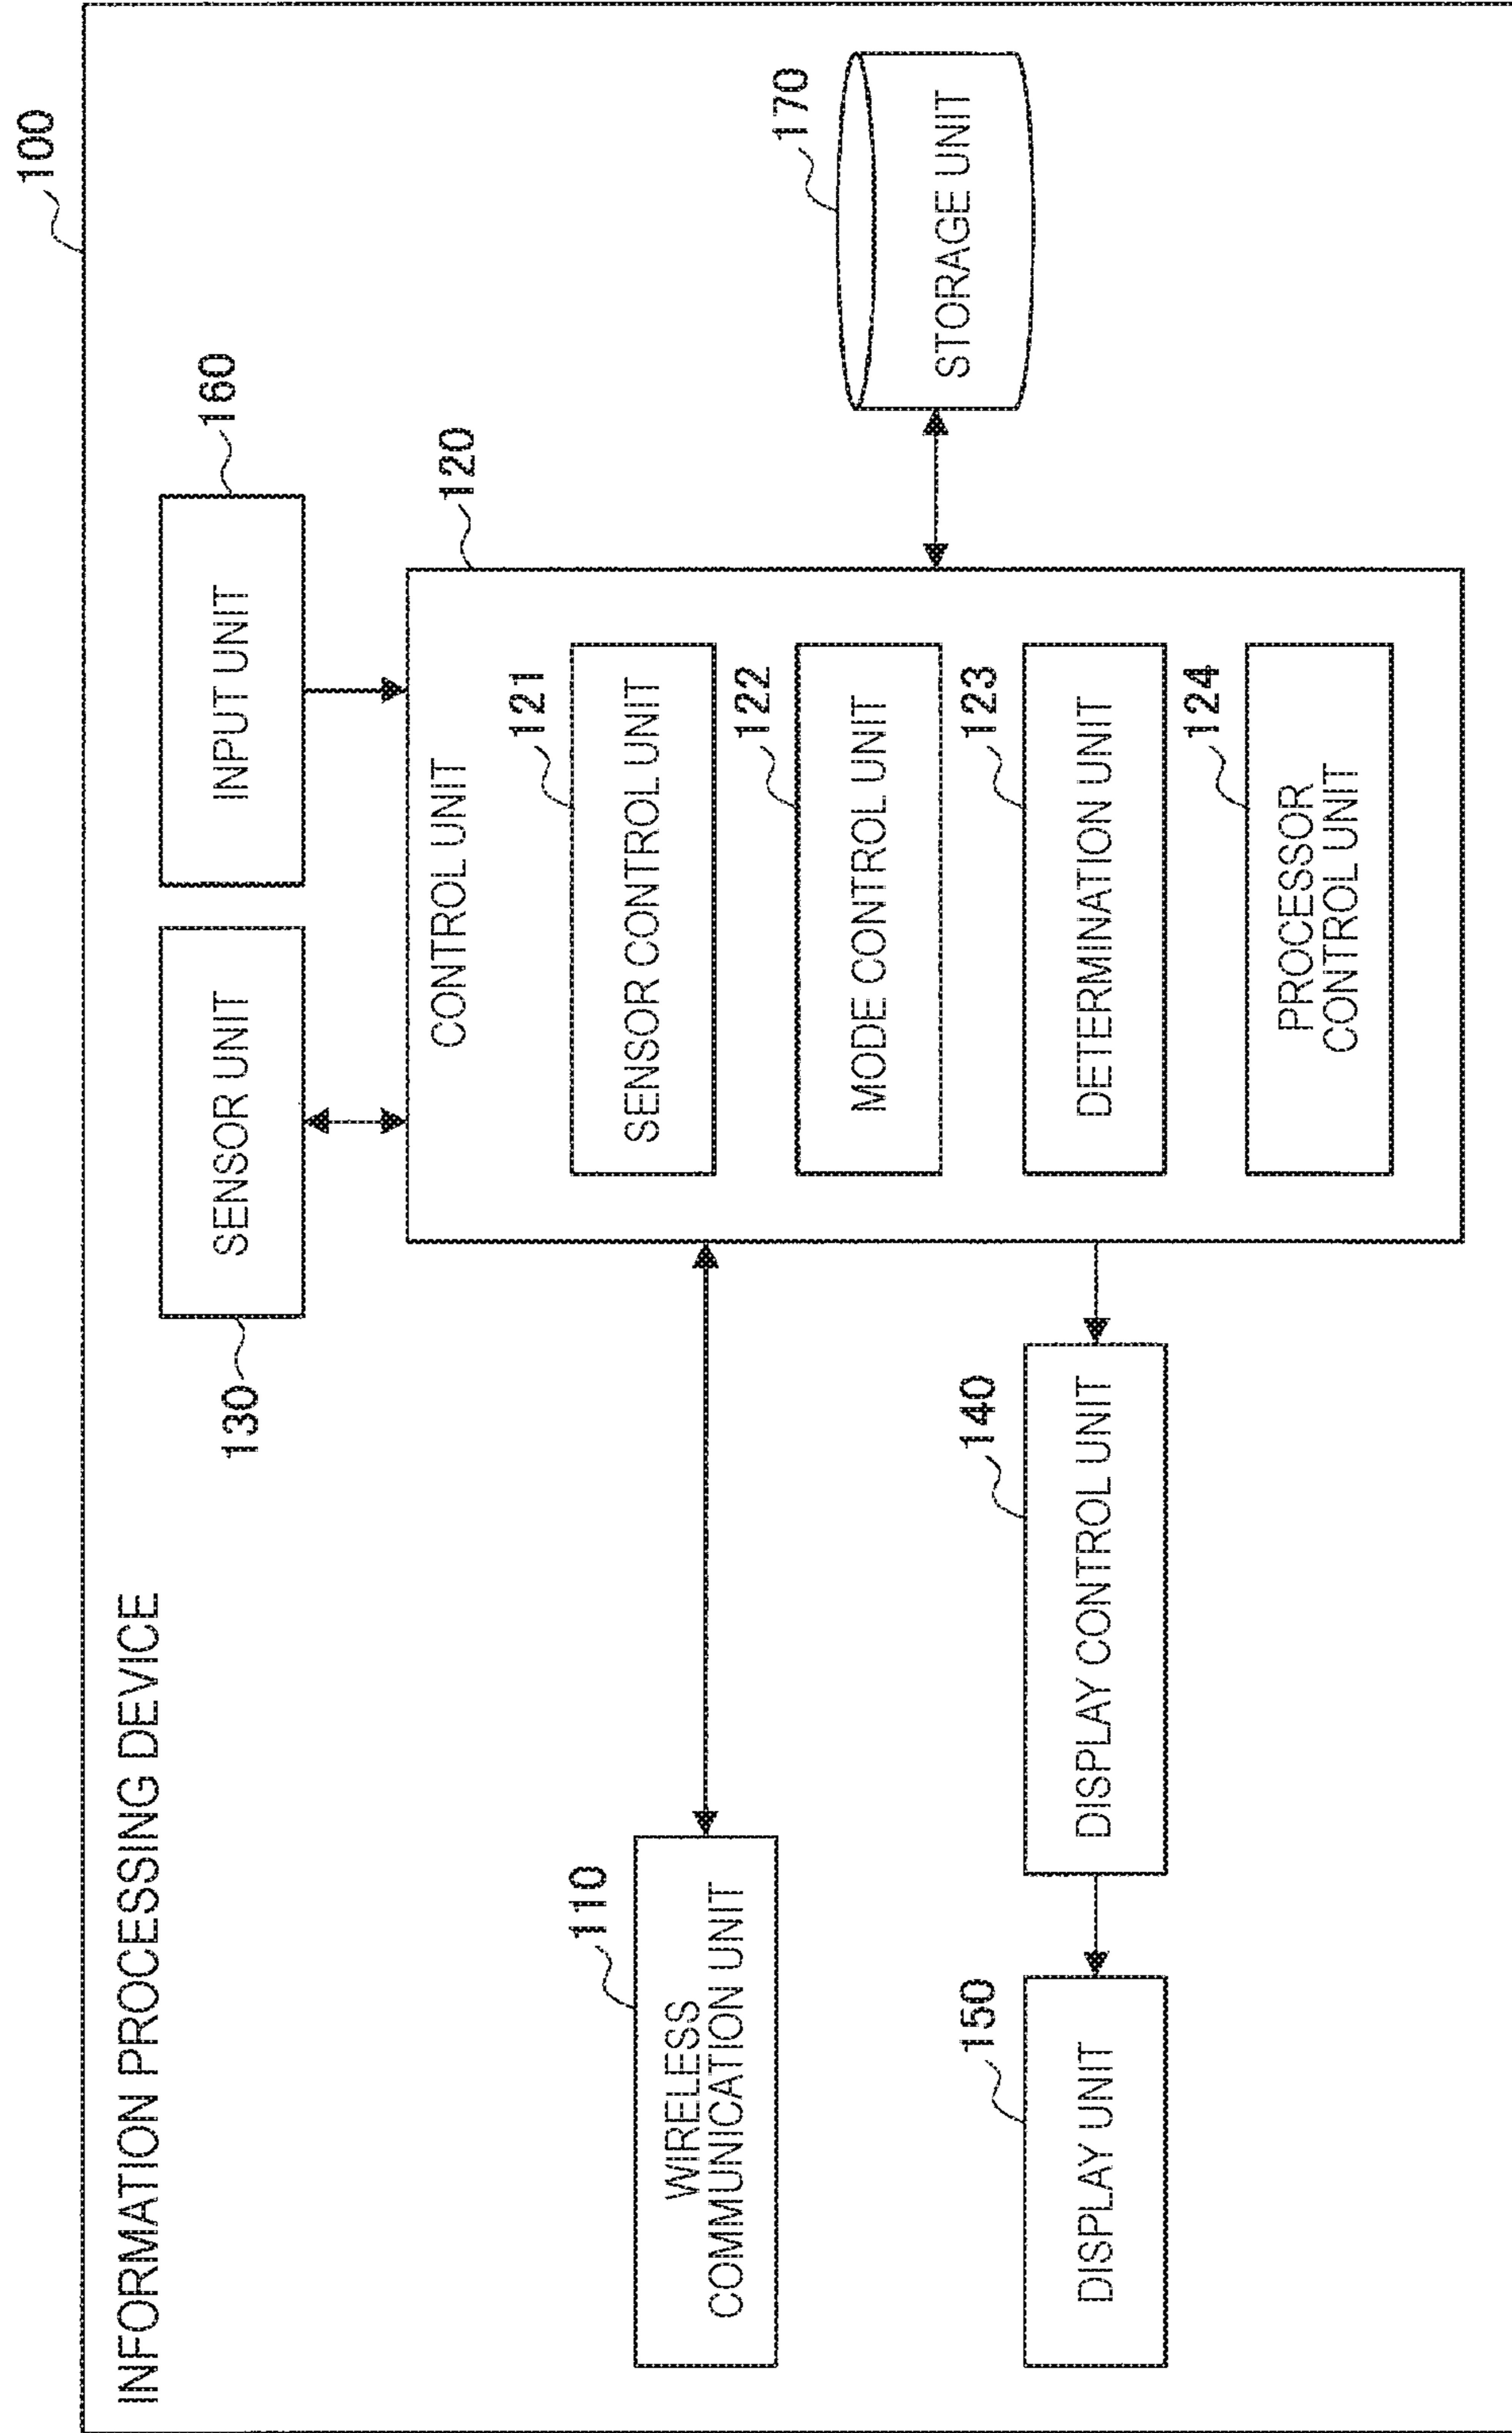 100
INFORMATION PROCESSING DEVICE
130
SENSOR UNIT
INPUT UNIT
160
120
CONTROL UNIT
110
WIRELESS
COMMUNICATION UNIT
121
SENSOR CONTROL UNIT
122
MODE CONTROL UNIT
170
STORAGE UNIT
150
DISPLAY UNIT
140
DISPLAY CONTROL UNIT
123
DETERMINATION UNIT
124
PROCESSOR
CONTROL UNIT